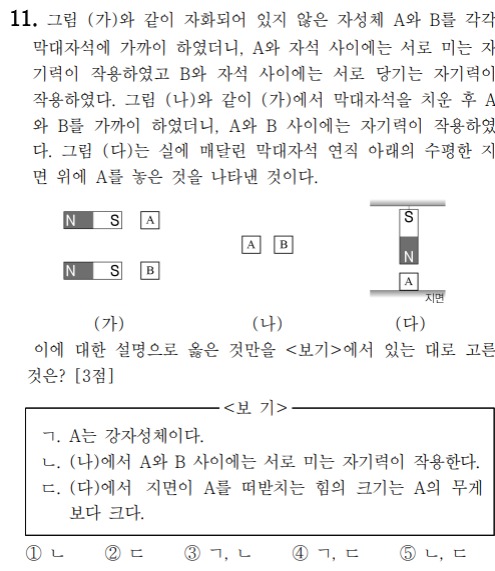 11. 그림 (가)와 같이 자화되어 있지 않은 자성체 A와 B를 각각
막대자석에 가까이 하였더니, A와 자석 사이에는 서로 미는 자
기력이 작용하였고 B와 자석 사이에는 서로 당기는 자기력이
작용하였다. 그림 (나)와 같이 (가)에서 막대자석을 치운 후 A
와 B를 가까이 하였더니, A와 B 사이에는 자기력이 작용하였
다. 그림 (다)는 실에 매달린 막대자석 연직 아래의 수평한 지
면 위에 A를 놓은 것을 나타낸 것이다.
N S A
N S B
A B
S
N
A
지면
(가) (나) (다)
이에 대한 설명으로 옳은 것만을 <보기>에서 있는 대로 고른
것은? [3점]
<보 기>
ㄱ. A는 강자성체이다.
ㄴ. (나)에서 A와 B 사이에는 서로 미는 자기력이 작용한다.
ㄷ. (다)에서 지면이 A를 떠받치는 힘의 크기는 A의 무게
보다 크다.
① ㄴ ② ㄷ ③ ㄱ, ㄴ ④ ㄱ, ㄷ ⑤ ㄴ, ㄷ